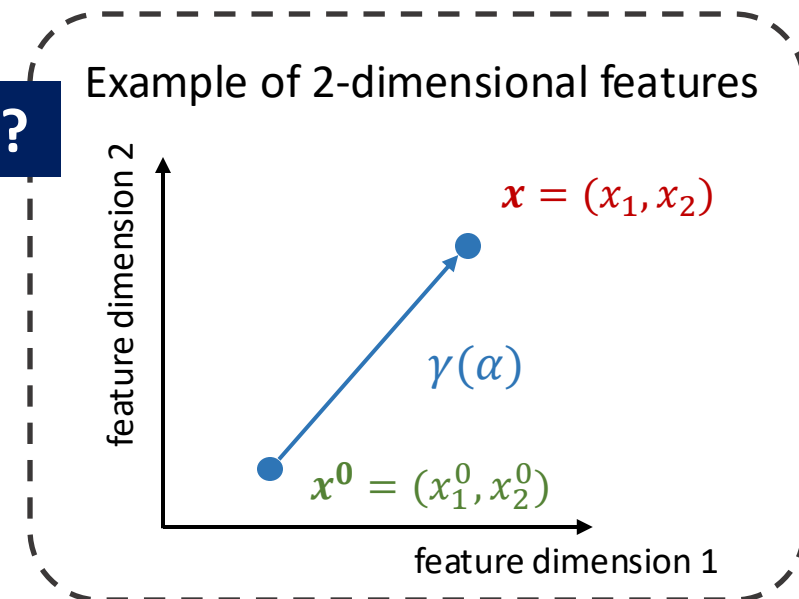 Example of 2-dimensional features
?
feature dimension 2
𝒙 = (𝑥₁, 𝑥₂)
𝛾(𝛼)
𝒙⁰ = (𝑥₁⁰, 𝑥₂⁰)
feature dimension 1